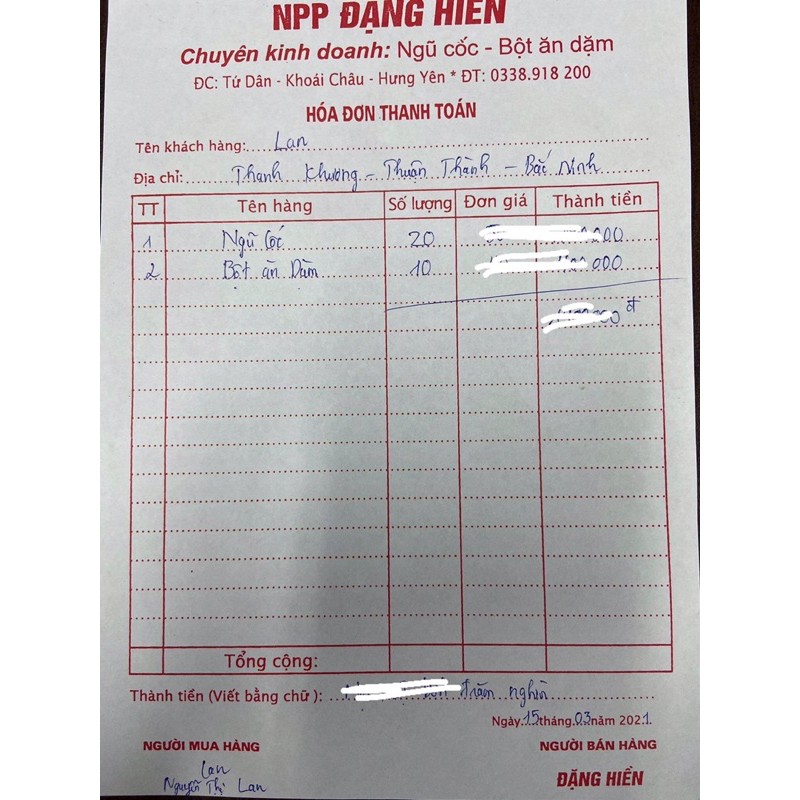 NPP ĐẶNG HIỀN
Chuyên kinh doanh: Ngũ cốc - Bột ăn dặm
ĐC: Tứ Dân - Khoái Châu - Hưng Yên * ĐT: 0338.918 200
HÓA ĐƠN THANH TOÁN
Tên khách hàng: Lan
Địa chỉ: Thanh Khương - Thuận Thành - Bắc Ninh
TT Tên hàng Số lượng Đơn giá Thành tiền
1 Ngũ Cốc 20 000
2 Bột ăn Dặm 10 000
đ
Tổng cộng:
Thành tiền (Viết bằng chữ): trăm nghìn
Ngày 15 tháng 03 năm 2021
NGƯỜI MUA HÀNG NGƯỜI BÁN HÀNG
Lan
Nguyễn Thị Lan ĐẶNG HIỀN